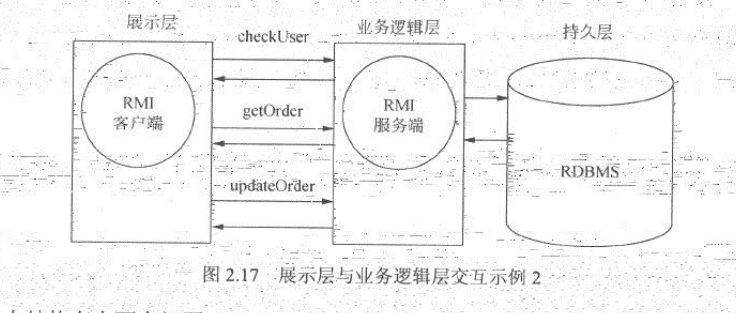 展示层
业务逻辑层
持久层
checkUser
RMI
客户端
getOrder
RMI
服务端
updateOrder
RDBMS
图 2.17 展示层与业务逻辑层交互示例 2